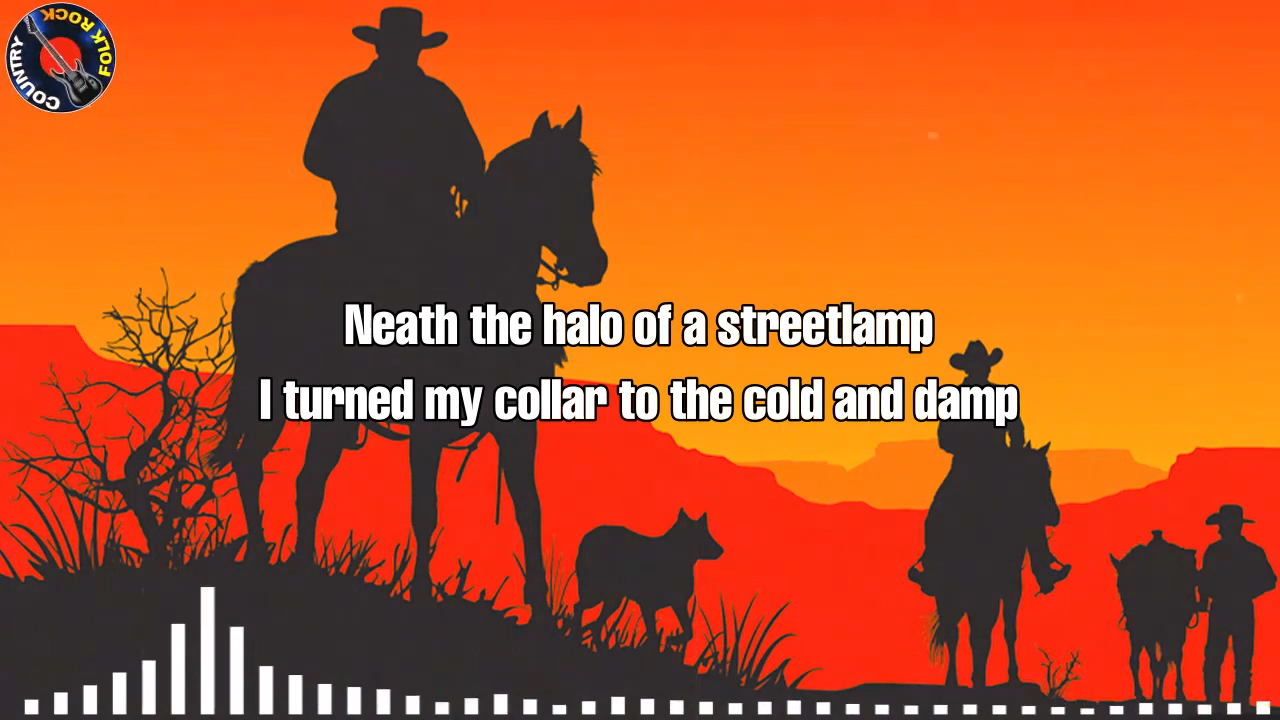 COUNTRY
FOLK ROCK
Neath the halo of a streetlamp
I turned my collar to the cold and damp